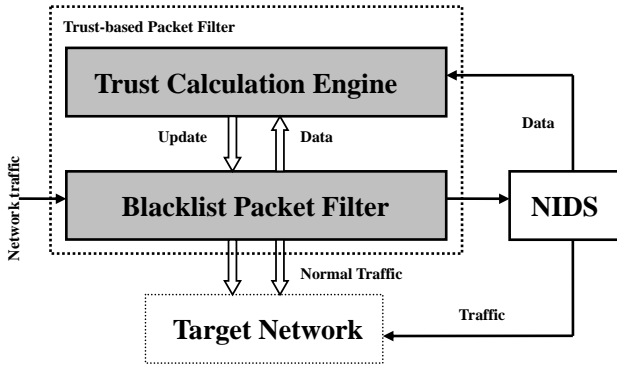 Trust-based Packet Filter
Trust Calculation Engine
Update
Data
Data
Network traffic
Blacklist Packet Filter
NIDS
Normal Traffic
Target Network
Traffic